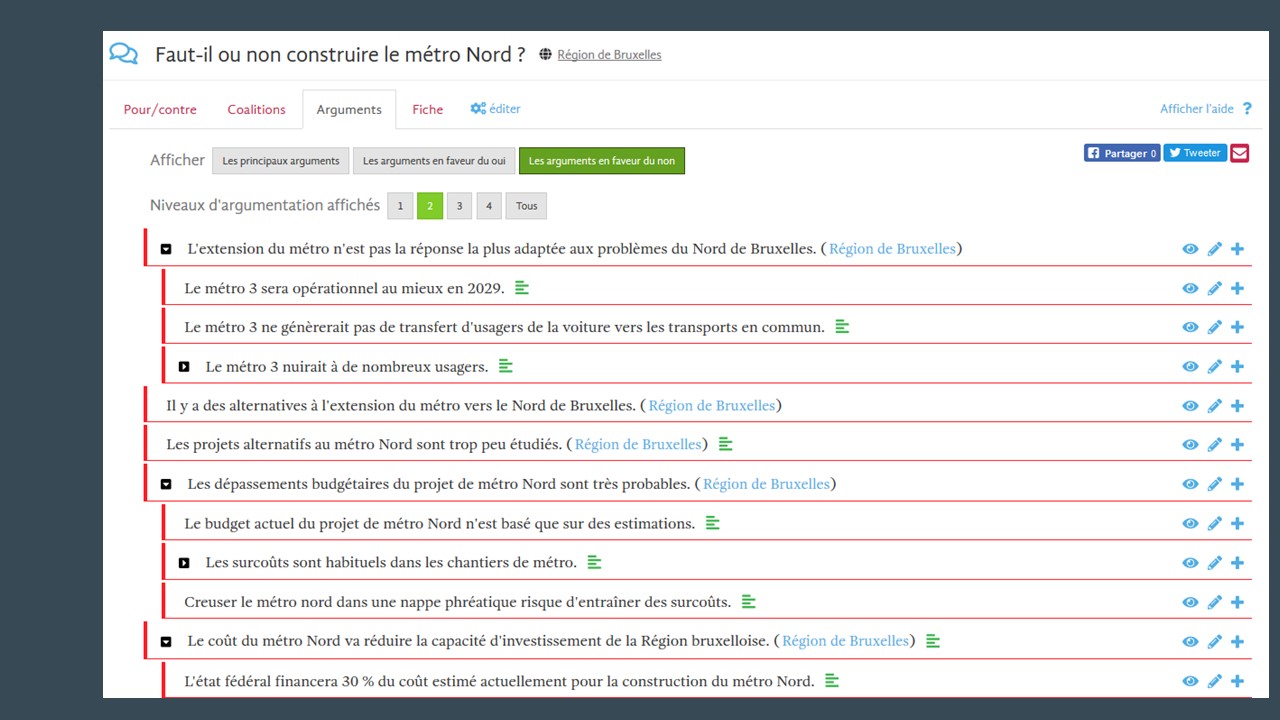 Faut-il ou non construire le métro Nord ? Région de Bruxelles
Pour/contre Coalitions Arguments Fiche éditer Afficher l'aide ?
Afficher Les principaux arguments Les arguments en faveur du oui Les arguments en faveur du non Partager 0 Tweeter
Niveaux d'argumentation affichés 1 2 3 4 Tous
L'extension du métro n'est pas la réponse la plus adaptée aux problèmes du Nord de Bruxelles. (Région de Bruxelles)
Le métro 3 sera opérationnel au mieux en 2029.
Le métro 3 ne génèrerait pas de transfert d'usagers de la voiture vers les transports en commun.
Le métro 3 nuirait à de nombreux usagers.
Il y a des alternatives à l'extension du métro vers le Nord de Bruxelles. (Région de Bruxelles)
Les projets alternatifs au métro Nord sont trop peu étudiés. (Région de Bruxelles)
Les dépassements budgétaires du projet de métro Nord sont très probables. (Région de Bruxelles)
Le budget actuel du projet de métro Nord n'est basé que sur des estimations.
Les surcoûts sont habituels dans les chantiers de métro.
Creuser le métro nord dans une nappe phréatique risque d'entraîner des surcoûts.
Le coût du métro Nord va réduire la capacité d'investissement de la Région bruxelloise. (Région de Bruxelles)
L'état fédéral financera 30 % du coût estimé actuellement pour la construction du métro Nord.